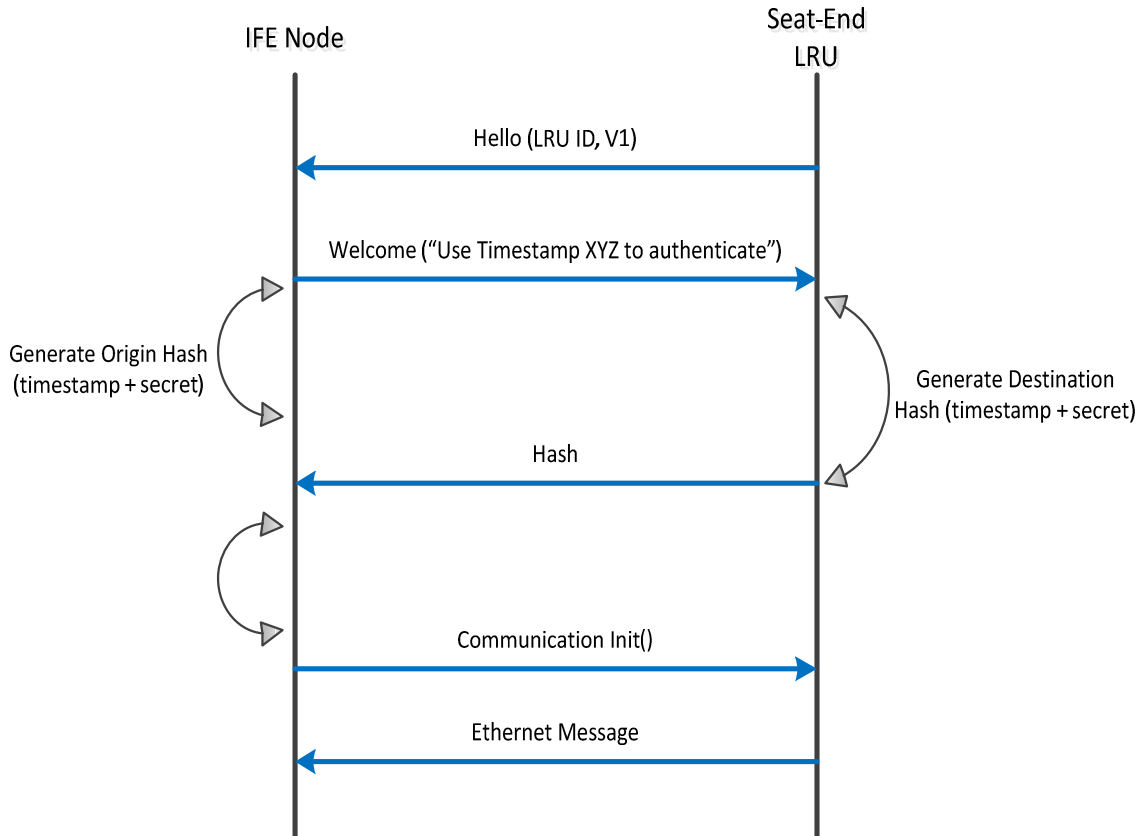 IFE Node
Seat-End
LRU
Hello (LRU ID, V1)
Welcome (“Use Timestamp XYZ to authenticate”)
Generate Origin Hash
(timestamp + secret)
Generate Destination
Hash (timestamp + secret)
Hash
Communication Init()
Ethernet Message